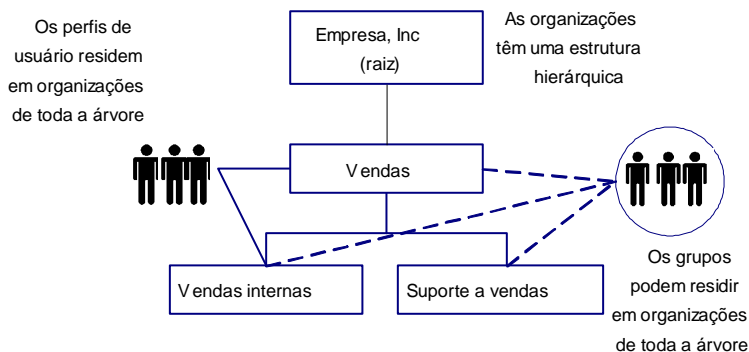 Os perfis de
usuário residem
em organizações
de toda a árvore
Empresa, Inc
(raiz)
As organizações
têm uma estrutura
hierárquica
Vendas
Vendas internas
Suporte a vendas
Os grupos
podem residir
em organizações
de toda a árvore